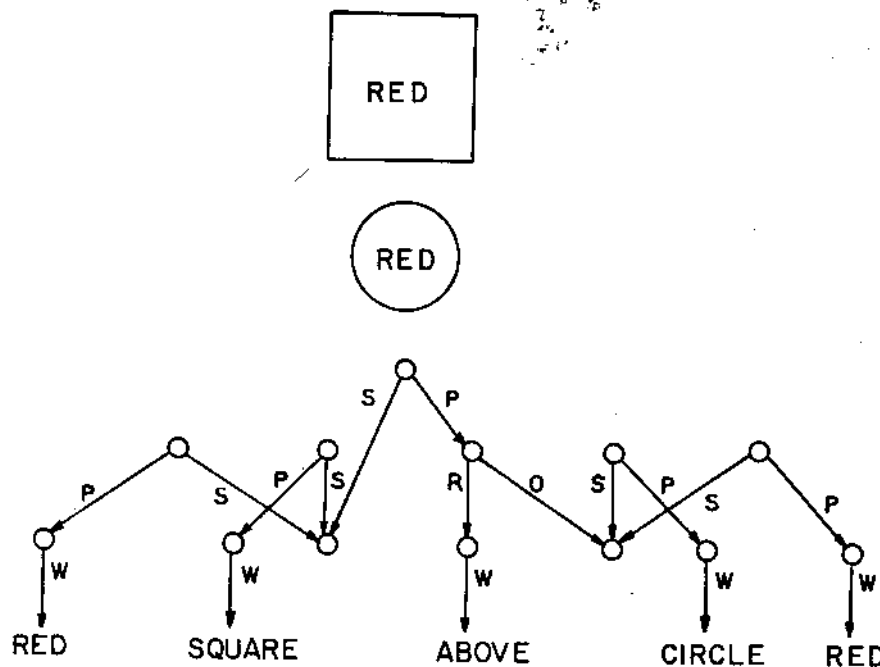 RED
RED
S P
P S P S R O S P S P
W W W W W
RED SQUARE ABOVE CIRCLE RED